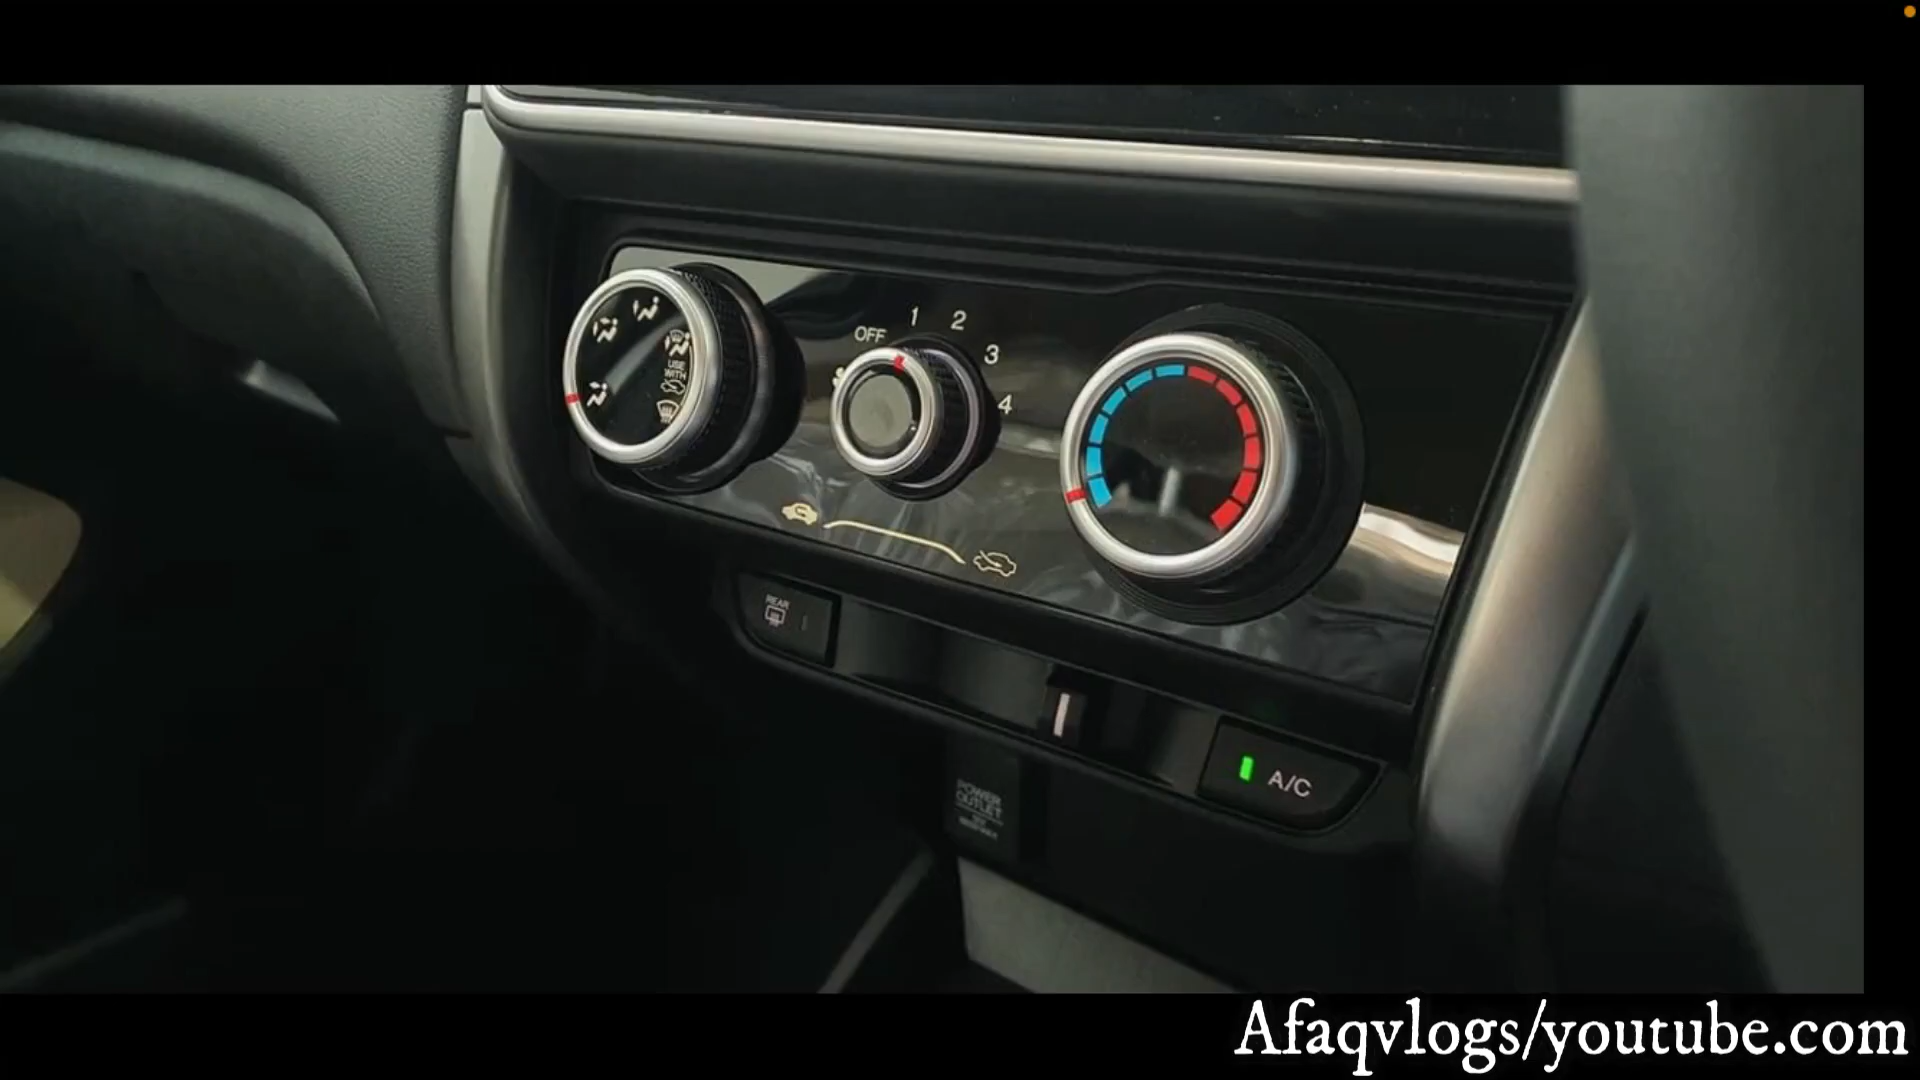 OFF
1
2
3
4
USE
WITH
REAR
A/C
POWER
OUTLET
Afaqvlogs/youtube.com